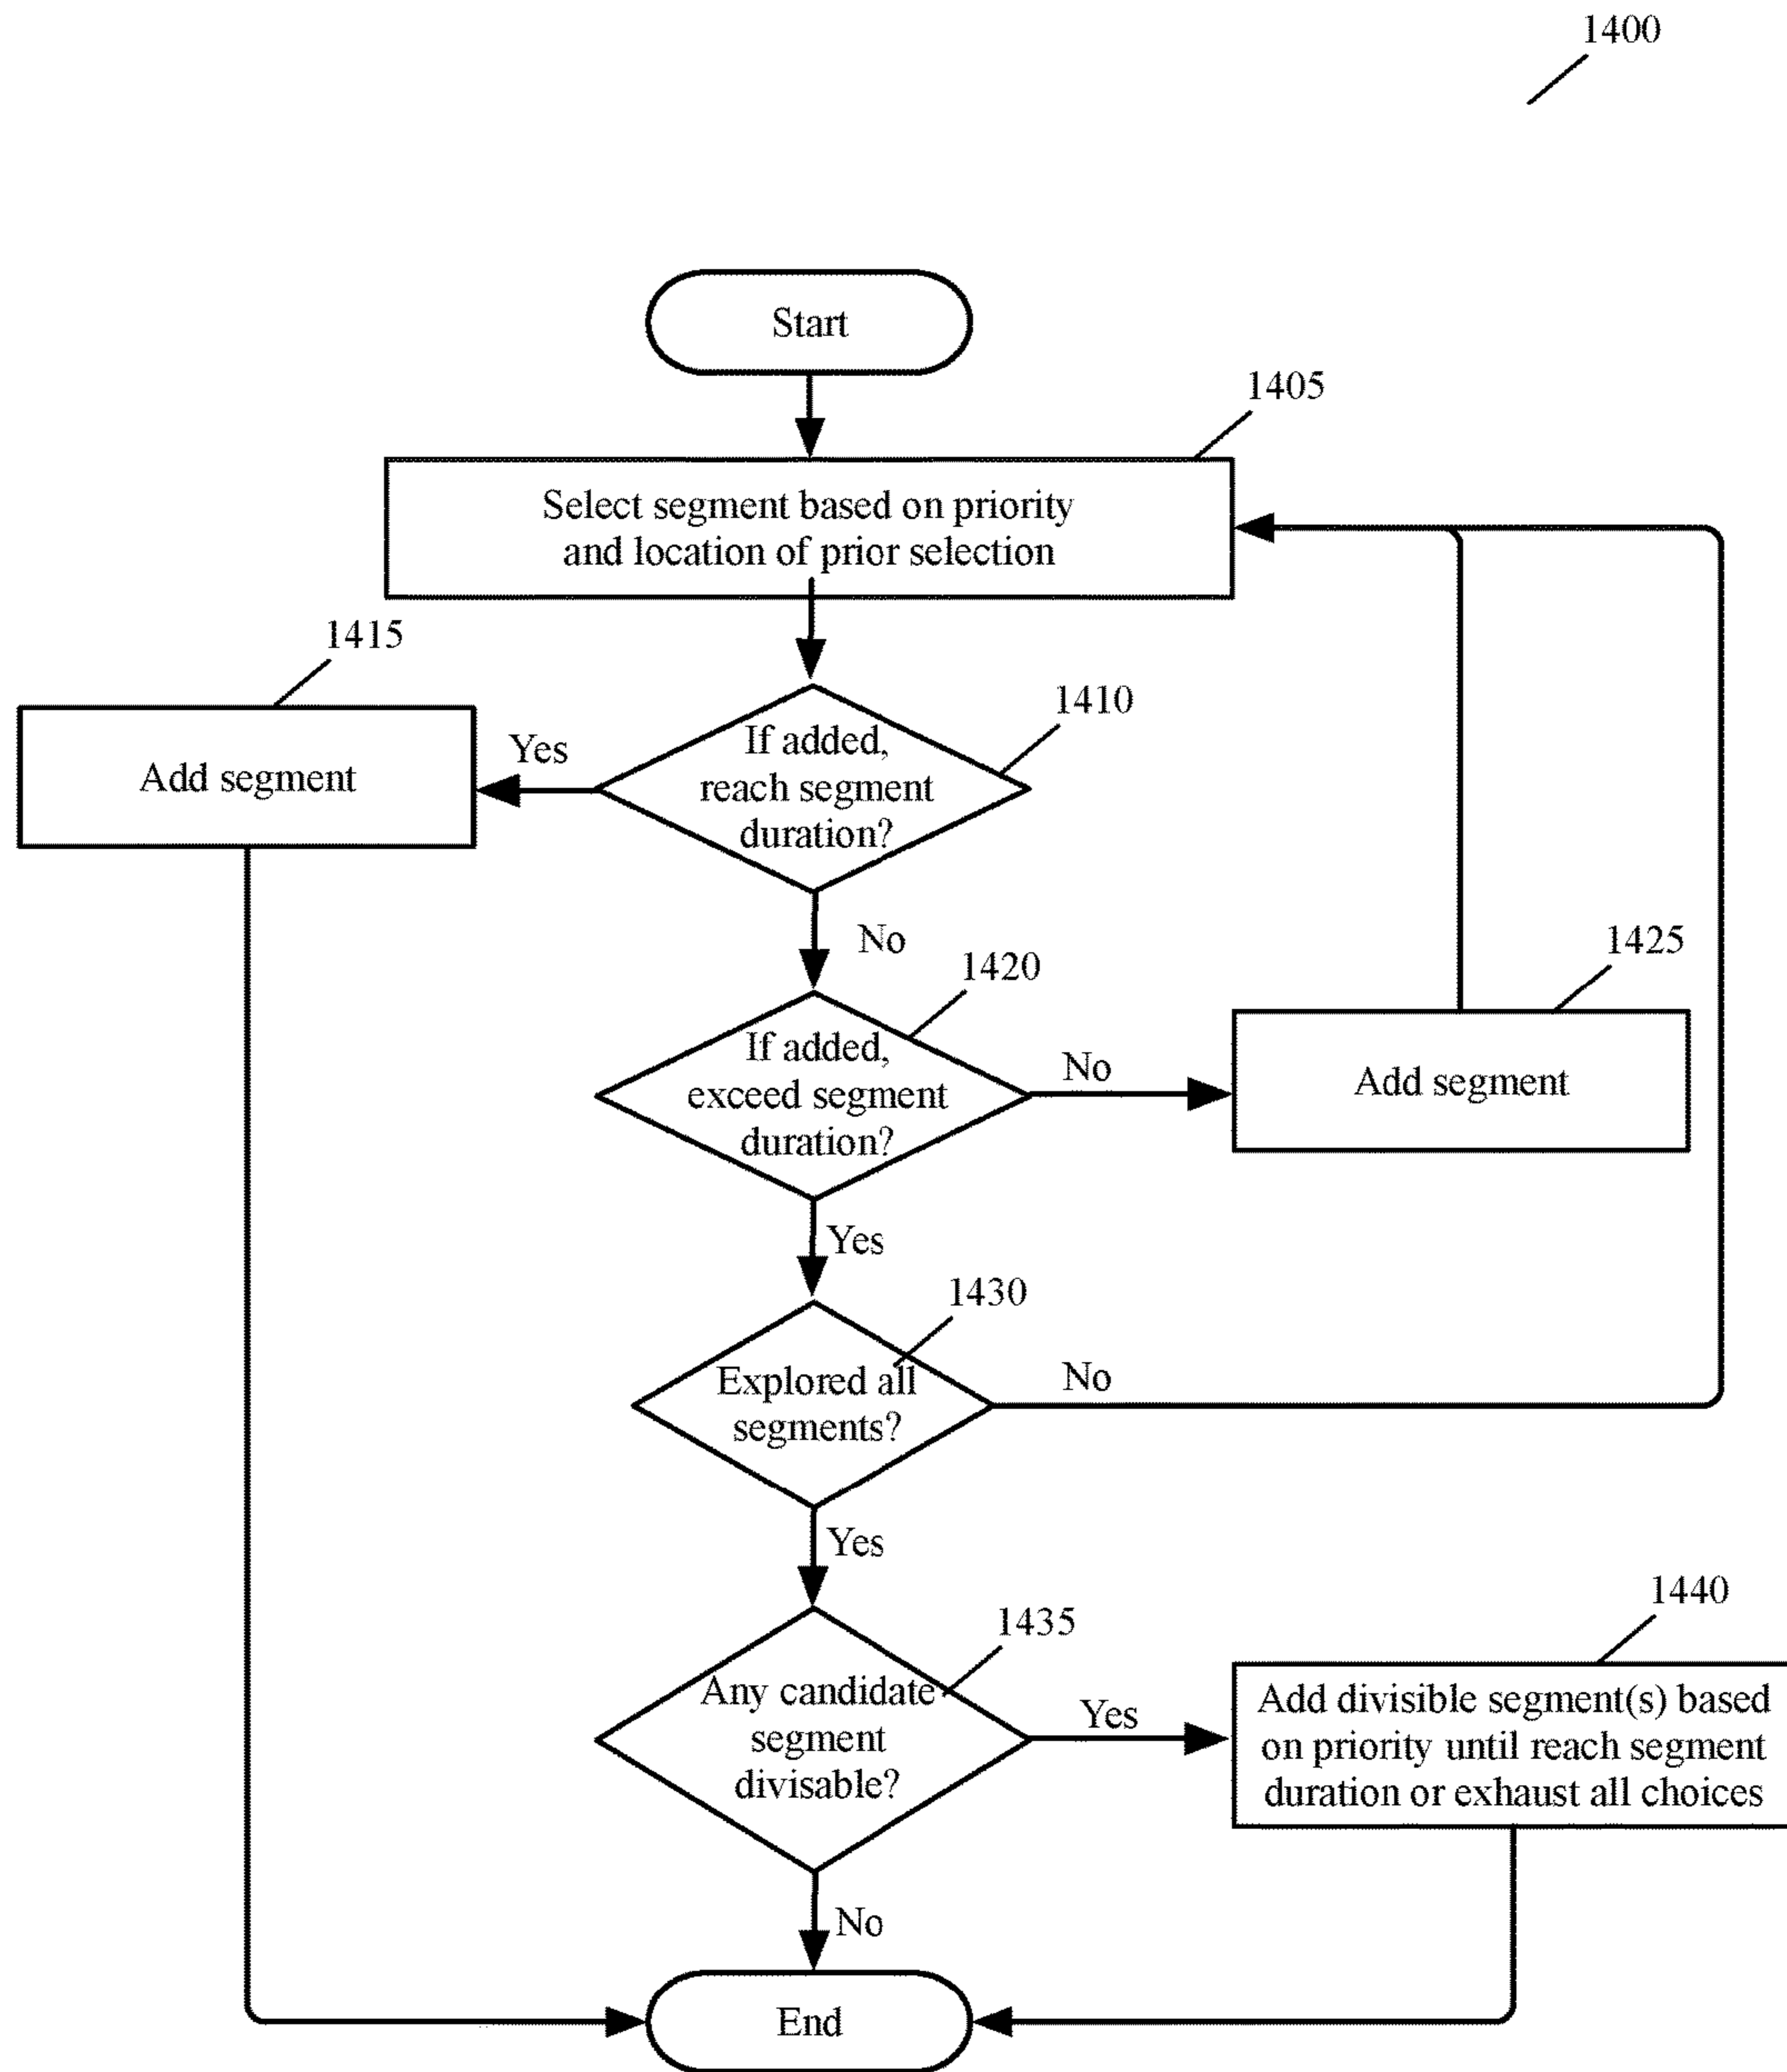 1400
Start
1405
Select segment based on priority
and location of prior selection
1415
Add segment
Yes
1410
If added,
reach segment
duration?
No
1420
If added,
exceed segment
duration?
No
1425
Add segment
Yes
1430
Explored all
segments?
No
Yes
1435
Any candidate
segment
divisable?
Yes
1440
Add divisible segment(s) based
on priority until reach segment
duration or exhaust all choices
No
End